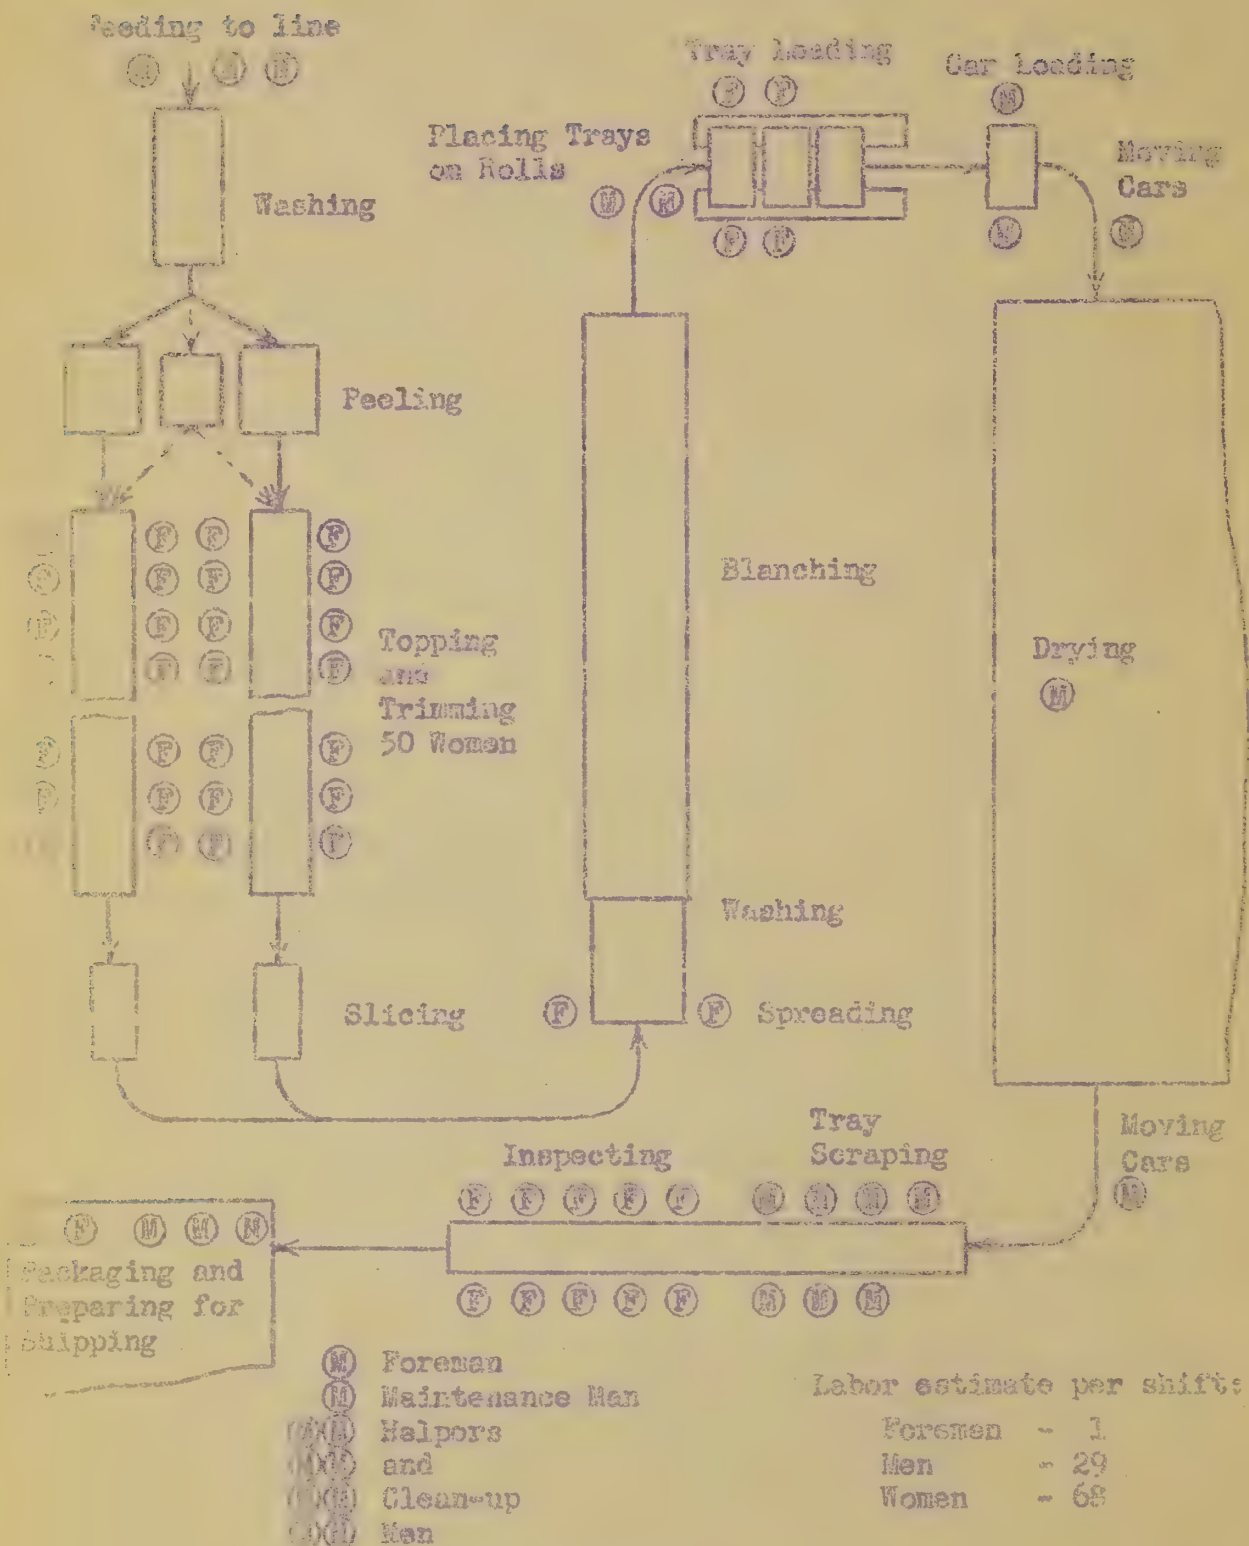 Feeding to line
M M M
Washing
Peeling
F F F
F F F F
F F F F
F F F
Topping
and
Trimming
50 Women
F F F F
F F F F
F F F
Slicing
Placing Trays
on Rolls
M M
Tray Loading
F F
F F
Car Loading
M
M
Moving
Cars
M
Blanching
Washing
F F Spreading
Drying
M
Moving
Cars
M
Tray
Scraping
M M M M
M M M
Inspecting
F F F F F
F F F F F
F M M M
Packaging and
Preparing for
Shipping
M Foreman
M Maintenance Man
Halpors
and
Clean-up
Men
Labor estimate per shift:
Foremen - 1
Men - 29
Women - 68